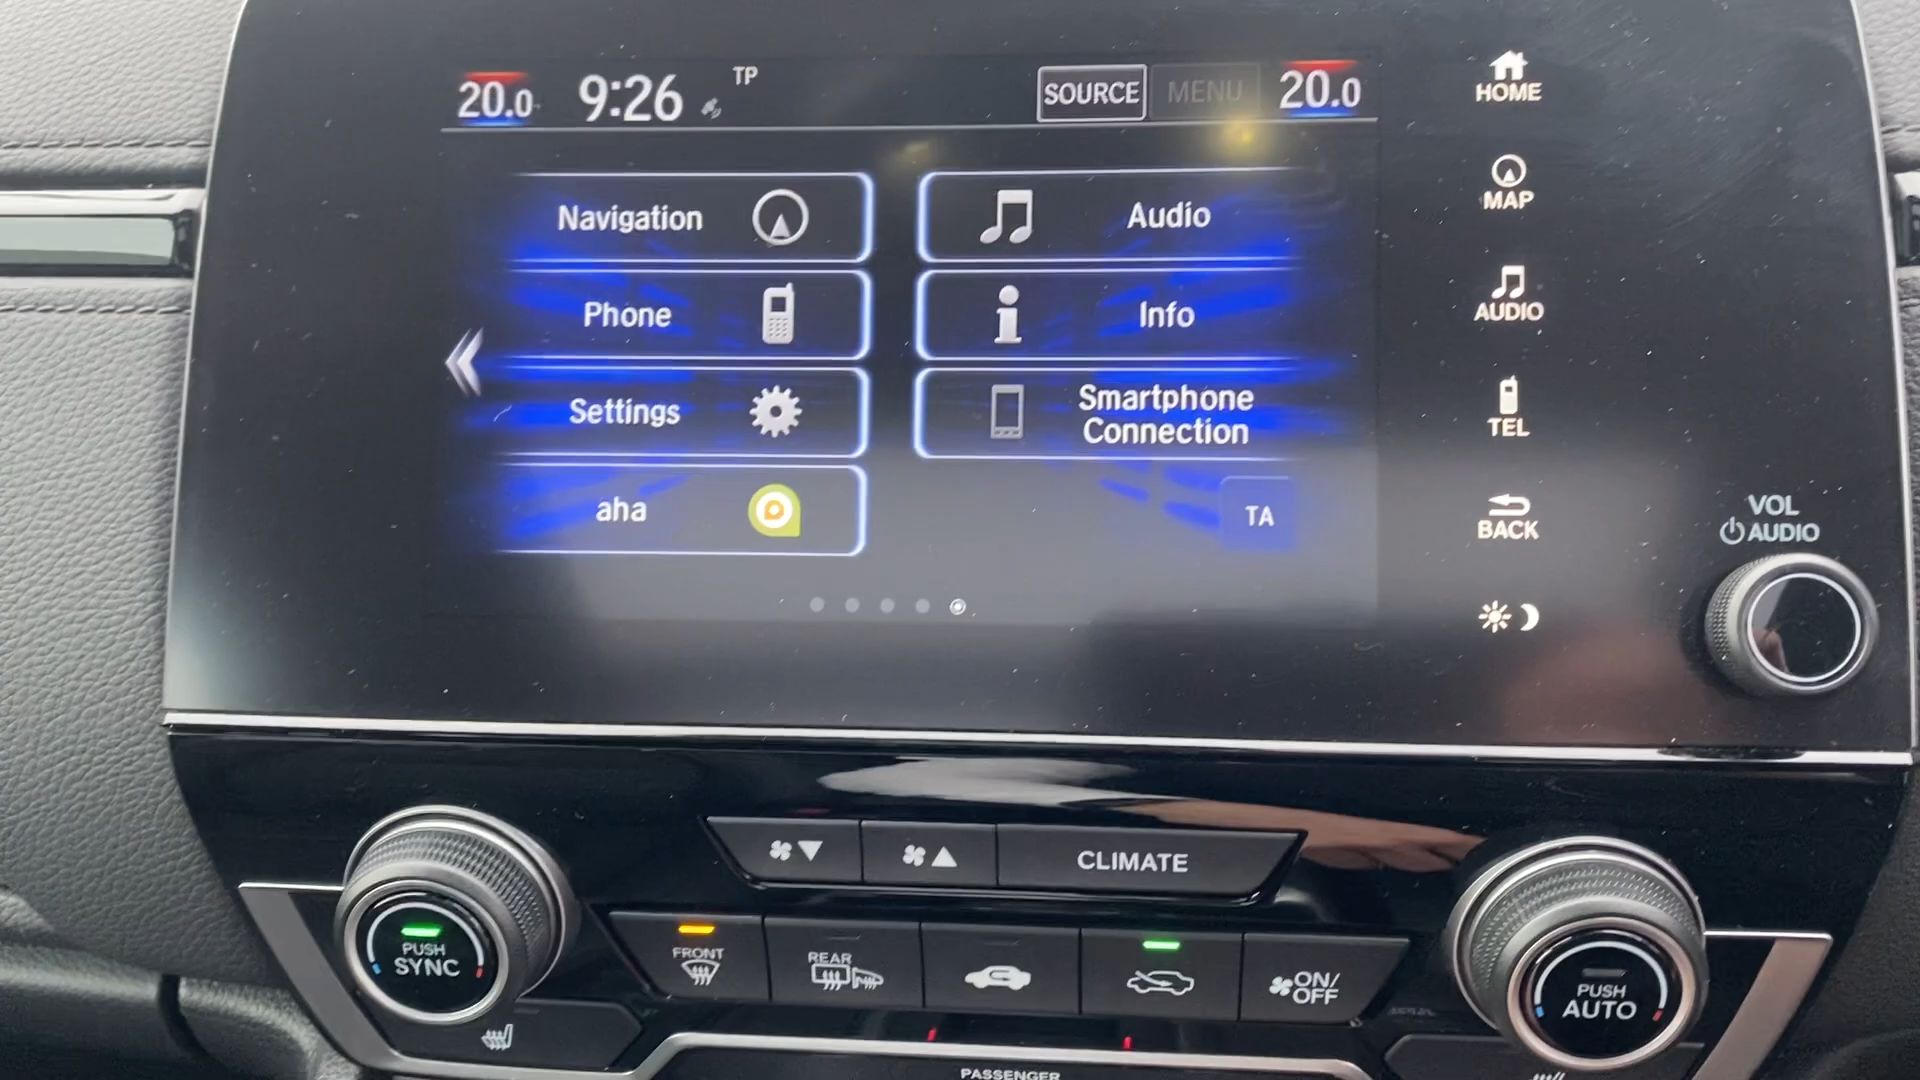 20.0
9:26
TP
SOURCE
MENU
20.0
HOME
Navigation
Audio
MAP
Phone
Info
AUDIO
Settings
Smartphone
Connection
TEL
aha
TA
BACK
VOL
AUDIO
CLIMATE
PUSH
SYNC
FRONT
REAR
ON/
OFF
PUSH
AUTO
PASSENGER